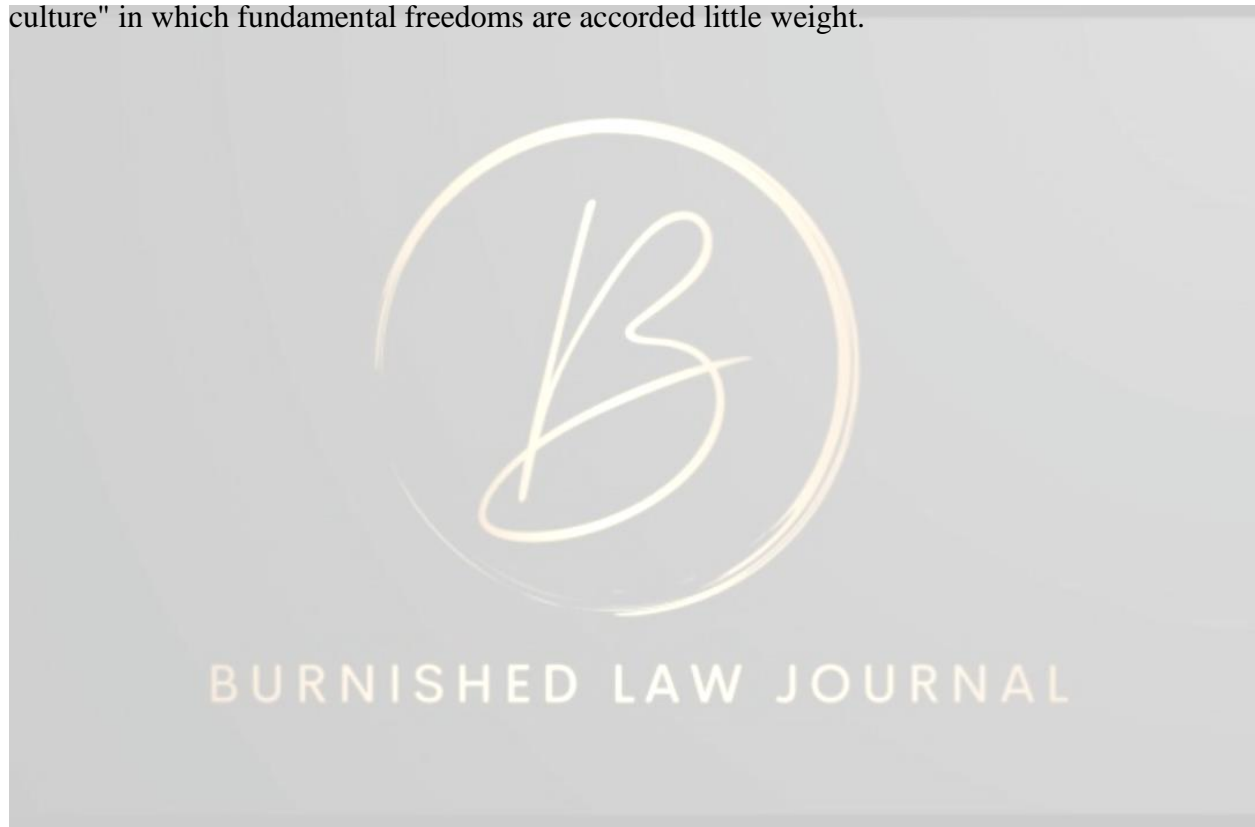 culture" in which fundamental freedoms are accorded little weight.
B
BURNISHED LAW JOURNAL